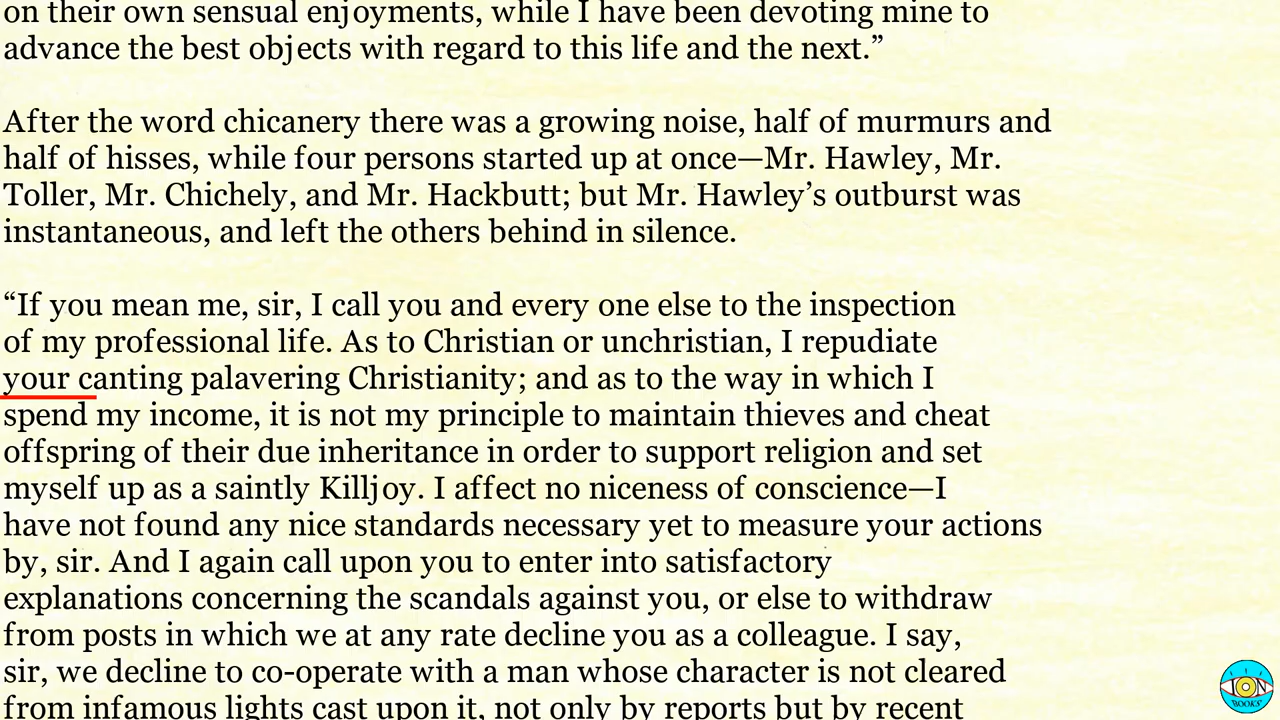 on their own sensual enjoyments, while I have been devoting mine to
advance the best objects with regard to this life and the next.”
After the word chicanery there was a growing noise, half of murmurs and
half of hisses, while four persons started up at once—Mr. Hawley, Mr.
Toller, Mr. Chichely, and Mr. Hackbutt; but Mr. Hawley’s outburst was
instantaneous, and left the others behind in silence.
“If you mean me, sir, I call you and every one else to the inspection
of my professional life. As to Christian or unchristian, I repudiate
your canting palavering Christianity; and as to the way in which I
spend my income, it is not my principle to maintain thieves and cheat
offspring of their due inheritance in order to support religion and set
myself up as a saintly Killjoy. I affect no niceness of conscience—I
have not found any nice standards necessary yet to measure your actions
by, sir. And I again call upon you to enter into satisfactory
explanations concerning the scandals against you, or else to withdraw
from posts in which we at any rate decline you as a colleague. I say,
sir, we decline to co-operate with a man whose character is not cleared
from infamous lights cast upon it, not only by reports but by recent
ION
BOOKS